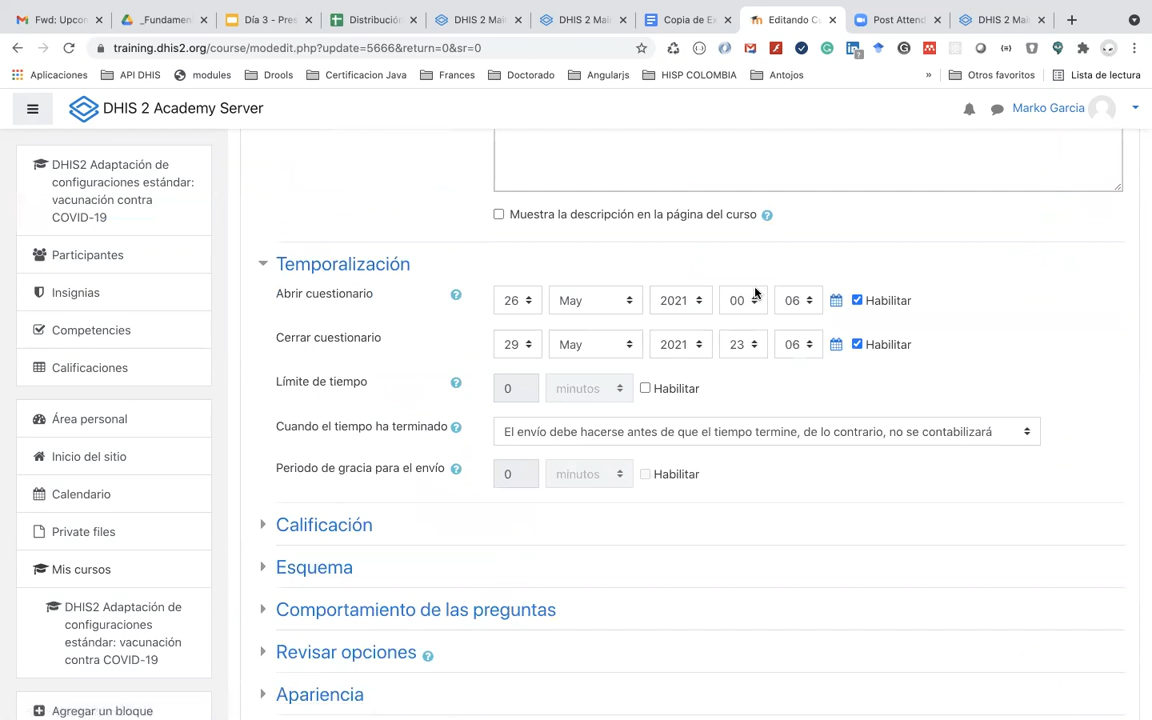 Fwd: Upcon
_Fundamen
Día 3 - Pres
Distribución
DHIS 2 Mai
DHIS 2 Mai
Copia de E
Editando C
Post Attend
DHIS 2 Mai
training.dhis2.org/course/modedit.php?update=5666&return=0&sr=0
Aplicaciones
API DHIS
modules
Drools
Certificacion Java
Frances
Doctorado
Angularjs
HISP COLOMBIA
Antojos
»
Otros favoritos
Lista de lectura
DHIS 2 Academy Server
Marko Garcia
DHIS2 Adaptación de
configuraciones estándar:
vacunación contra
COVID-19
Participantes
Insignias
Competencies
Calificaciones
Área personal
Inicio del sitio
Calendario
Private files
Mis cursos
DHIS2 Adaptación de
configuraciones
estándar: vacunación
contra COVID-19
Agregar un bloque
Muestra la descripción en la página del curso
Temporalización
Abrir cuestionario 26 May 2021 00 06 Habilitar
Cerrar cuestionario 29 May 2021 23 06 Habilitar
Límite de tiempo 0 minutos Habilitar
Cuando el tiempo ha terminado El envío debe hacerse antes de que el tiempo termine, de lo contrario, no se contabilizará
Periodo de gracia para el envío 0 minutos Habilitar
Calificación
Esquema
Comportamiento de las preguntas
Revisar opciones
Apariencia